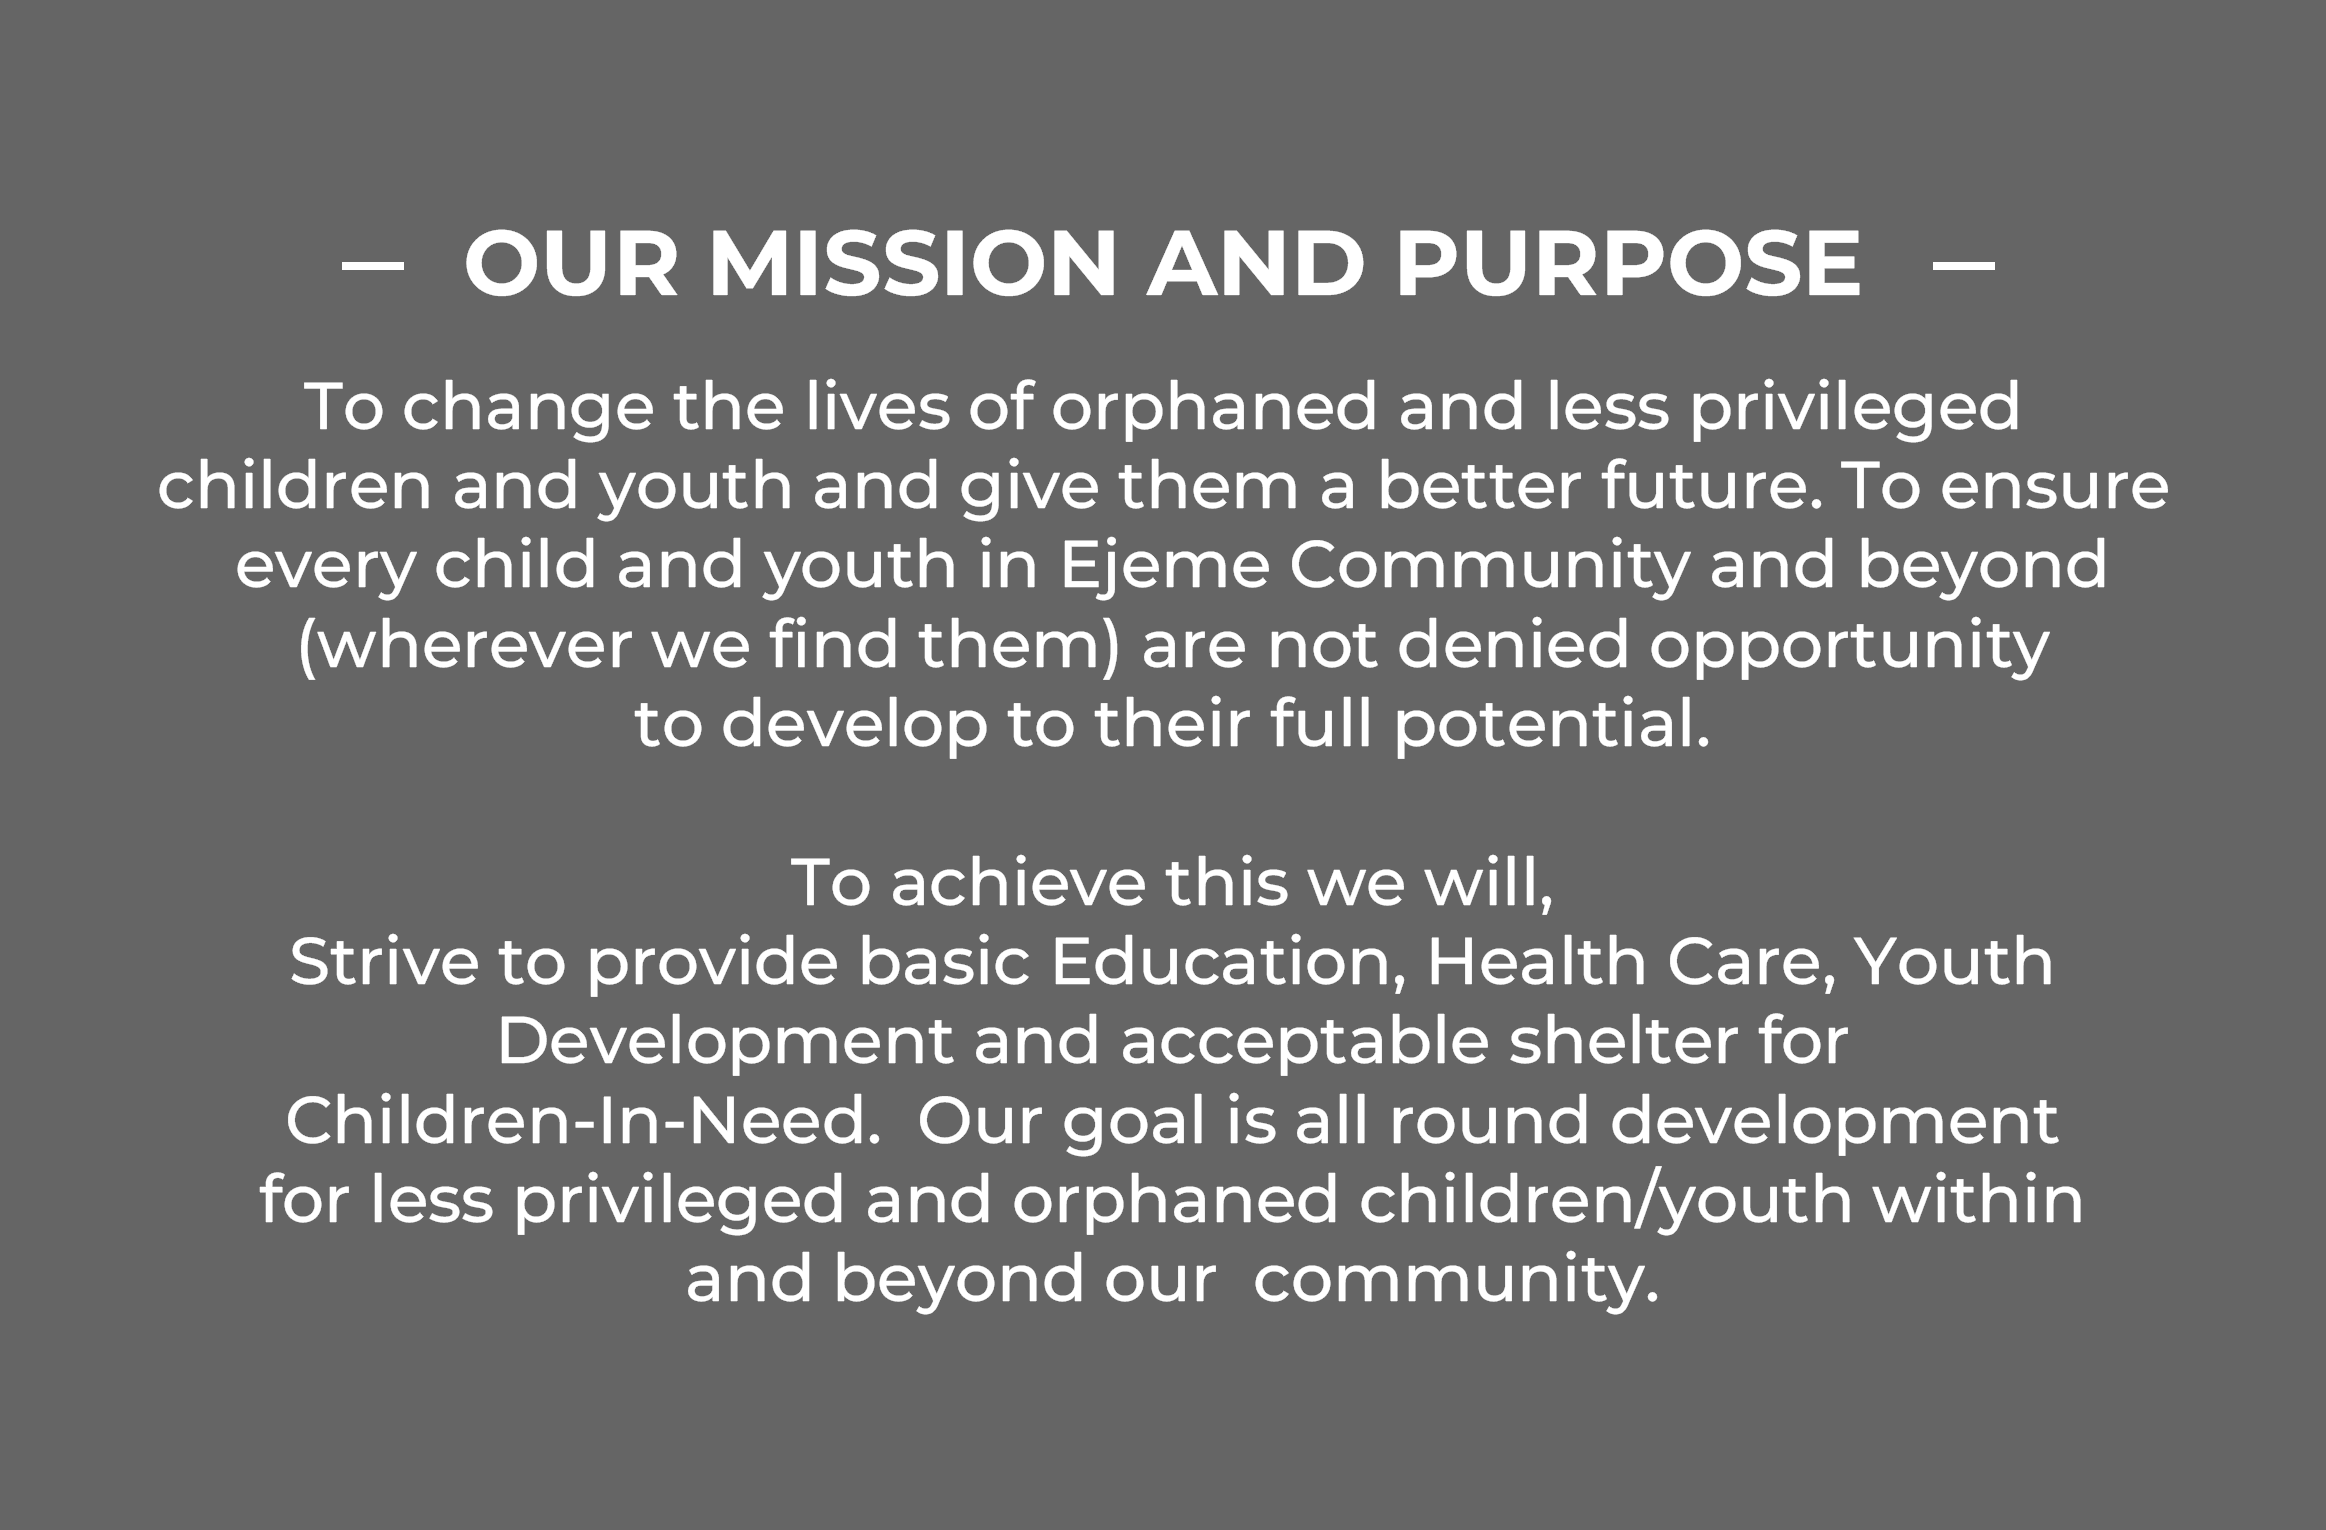 — OUR MISSION AND PURPOSE —
To change the lives of orphaned and less privileged
children and youth and give them a better future. To ensure
every child and youth in Ejeme Community and beyond
(wherever we find them) are not denied opportunity
to develop to their full potential.
To achieve this we will,
Strive to provide basic Education, Health Care, Youth
Development and acceptable shelter for
Children-In-Need.  Our goal is all round development
for less privileged and orphaned children/youth within
and beyond our  community.